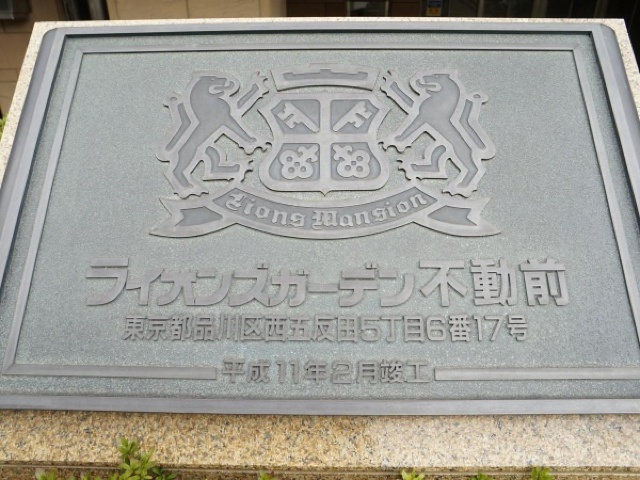 Lions Mansion
ライオンズガーデン不動前
東京都品川区西五反田5丁目6番17号
平成11年2月竣工